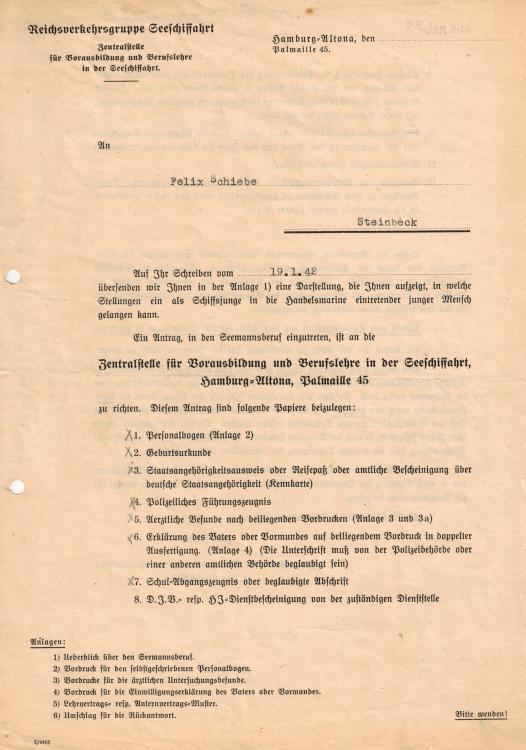 Reichsverkehrsgruppe Seeschiffahrt
Zentralstelle
für Vorausbildung und Berufslehre
in der Seeschiffahrt.
Hamburg-Altona, den 28. Jan 1942
Palmaille 45.
An
Felix Schiebe
Steinbeck
Auf Ihr Schreiben vom 19.1.42
übersenden wir Ihnen in der Anlage 1) eine Darstellung, die Ihnen aufzeigt, in welche
Stellungen ein als Schiffsjunge in die Handelsmarine eintretender junger Mensch
gelangen kann.
Ein Antrag, in den Seemannsberuf einzutreten, ist an die
Zentralstelle für Vorausbildung und Berufslehre in der Seeschiffahrt,
Hamburg-Altona, Palmaille 45
zu richten. Diesem Antrag sind folgende Papiere beizulegen:
1. Personalbogen (Anlage 2)
2. Geburtsurkunde
3. Staatsangehörigkeitsausweis oder Reisepaß oder amtliche Bescheinigung über
deutsche Staatsangehörigkeit (Kennkarte)
4. Polizeiliches Führungszeugnis
5. Aerztliche Befunde nach beiliegenden Vordrucken (Anlage 3 und 3a)
6. Erklärung des Vaters oder Vormundes auf beiliegendem Vordruck in doppelter
Ausfertigung. (Anlage 4) (Die Unterschrift muß von der Polizeibehörde oder
einer anderen amtlichen Behörde beglaubigt sein)
7. Schul-Abgangszeugnis oder beglaubigte Abschrift
8. D.J.V.- resp. HJ-Dienstbescheinigung von der zuständigen Dienststelle
Anlagen:
1) Ueberblick über den Seemannsberuf.
2) Vordruck für den selbstgeschriebenen Personalbogen.
3) Vordrucke für die ärztlichen Untersuchungsbefunde.
4) Vordruck für die Einwilligungserklärung des Vaters oder Vormundes.
5) Lehrvertrags- resp. Anlernvertrags-Muster.
6) Umschlag für die Rückantwort.
Bitte wenden!